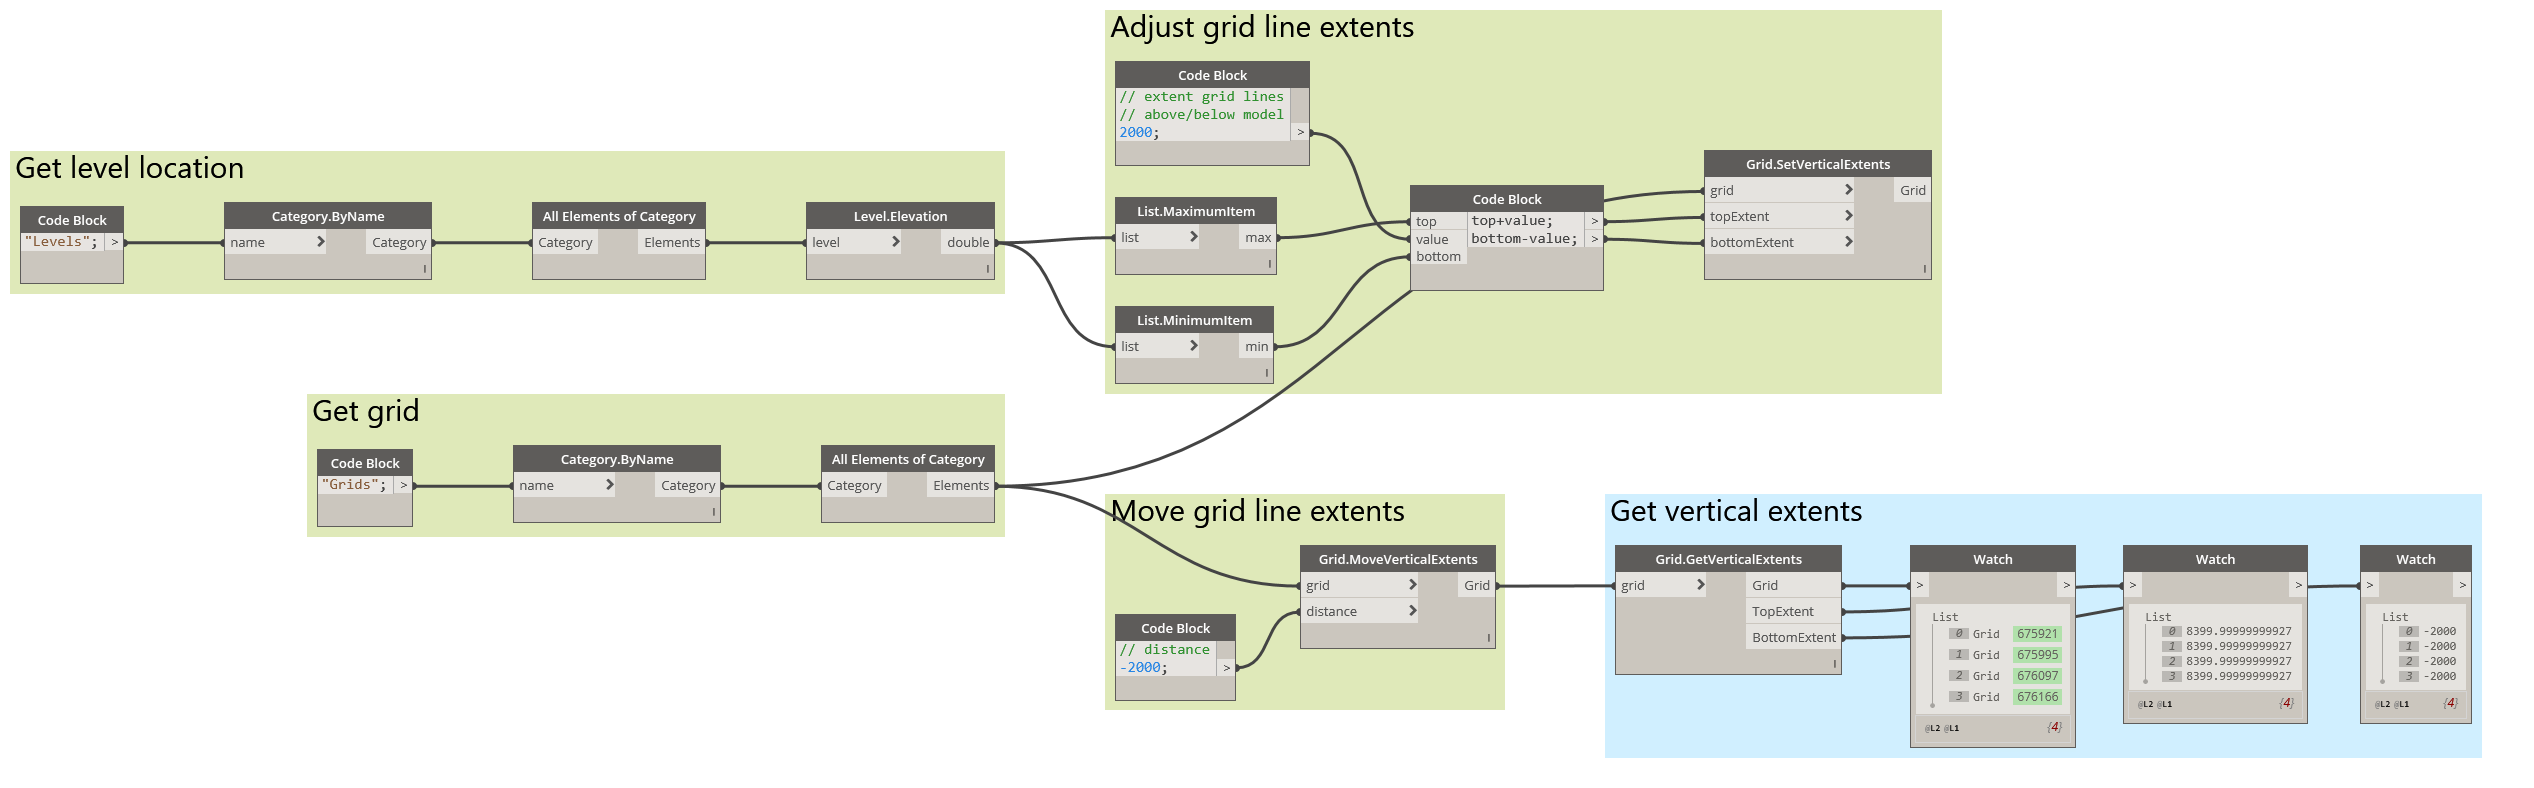 Get level location
Code Block
"Levels"; >
Category.ByName
name > Category
All Elements of Category
Category Elements
Level.Elevation
level > double
Adjust grid line extents
Code Block
// extent grid lines
// above/below model
2000; >
List.MaximumItem
list > max
List.MinimumItem
list > min
Code Block
top top+value; >
value bottom-value; >
bottom
Grid.SetVerticalExtents
grid > Grid
topExtent >
bottomExtent >
Get grid
Code Block
"Grids"; >
Category.ByName
name > Category
All Elements of Category
Category Elements
Move grid line extents
Code Block
// distance
-2000; >
Grid.MoveVerticalExtents
grid > Grid
distance >
Get vertical extents
Grid.GetVerticalExtents
grid > Grid
TopExtent
BottomExtent
Watch
> >
List
0 Grid 675921
1 Grid 675995
2 Grid 676097
3 Grid 676166
@L2 @L1 {4}
Watch
> >
List
0 8399.99999999927
1 8399.99999999927
2 8399.99999999927
3 8399.99999999927
@L2 @L1 {4}
Watch
> >
List
0 -2000
1 -2000
2 -2000
3 -2000
@L2 @L1 {4}